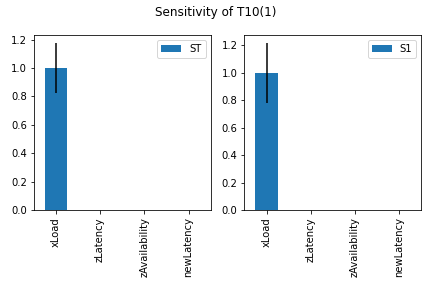 Sensitivity of T10(1)
1.2
1.0
0.8
0.6
0.4
0.2
0.0
ST
xLoad
zLatency
zAvailability
newLatency
1.2
1.0
0.8
0.6
0.4
0.2
0.0
S1
xLoad
zLatency
zAvailability
newLatency